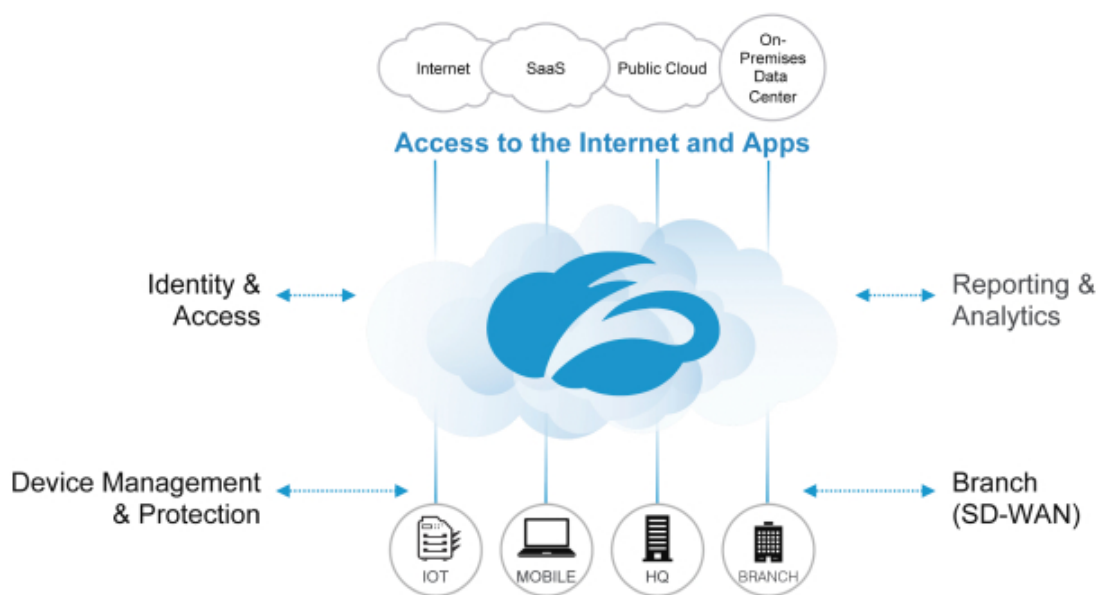 Internet
SaaS
Public Cloud
On-
Premises
Data
Center
Access to the Internet and Apps
Identity &
Access
Reporting &
Analytics
Device Management
& Protection
Branch
(SD-WAN)
IOT
MOBILE
HQ
BRANCH